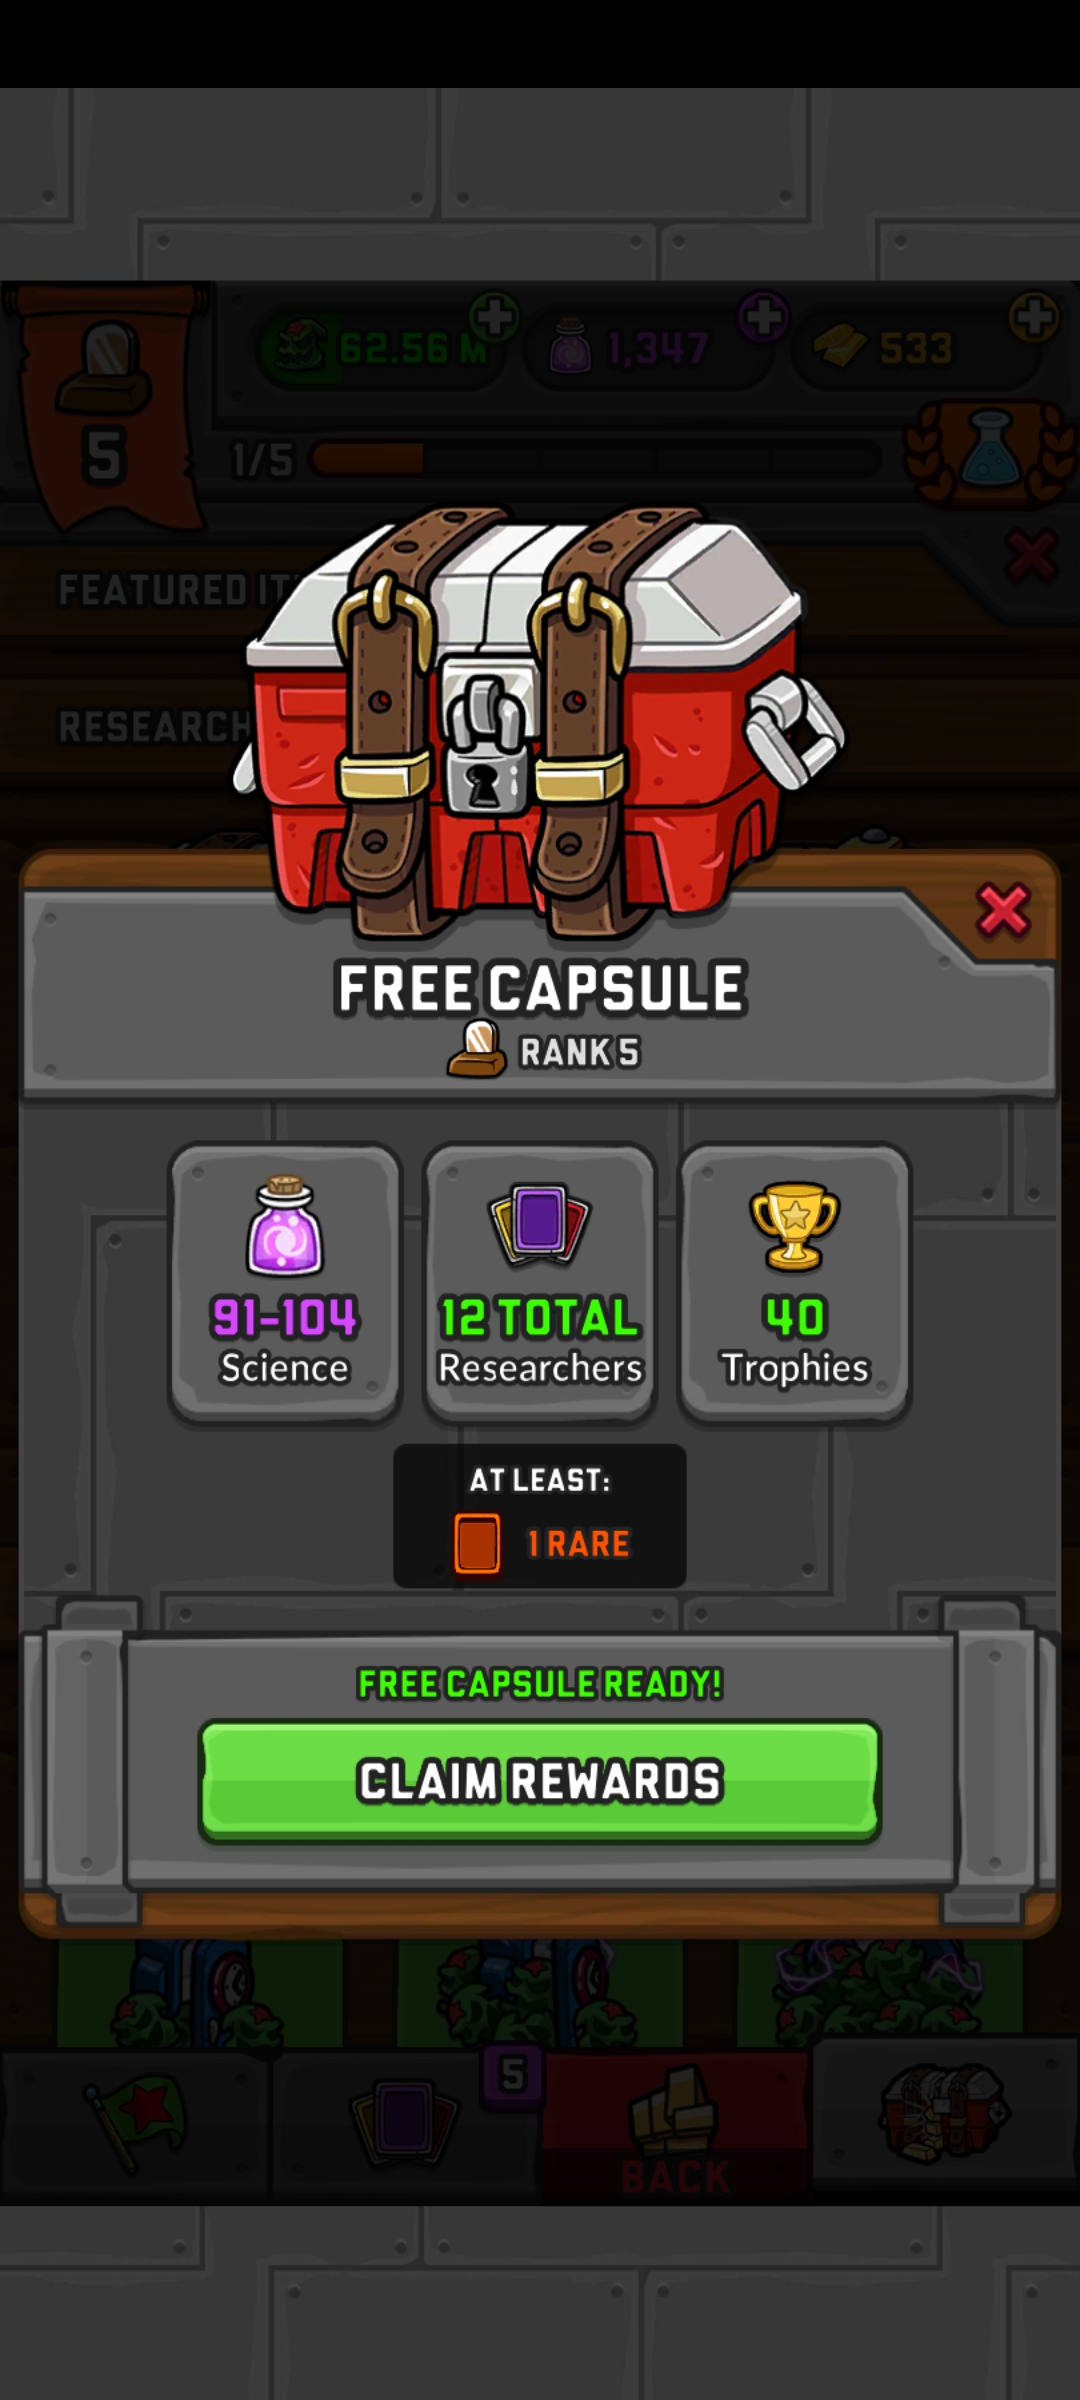 62.56 M
1,347
533
5
1/5
FEATURED IT
RESEARCH
FREE CAPSULE
RANK 5
91-104
Science
12 TOTAL
Researchers
40
Trophies
AT LEAST:
1 RARE
FREE CAPSULE READY!
CLAIM REWARDS
5
BACK